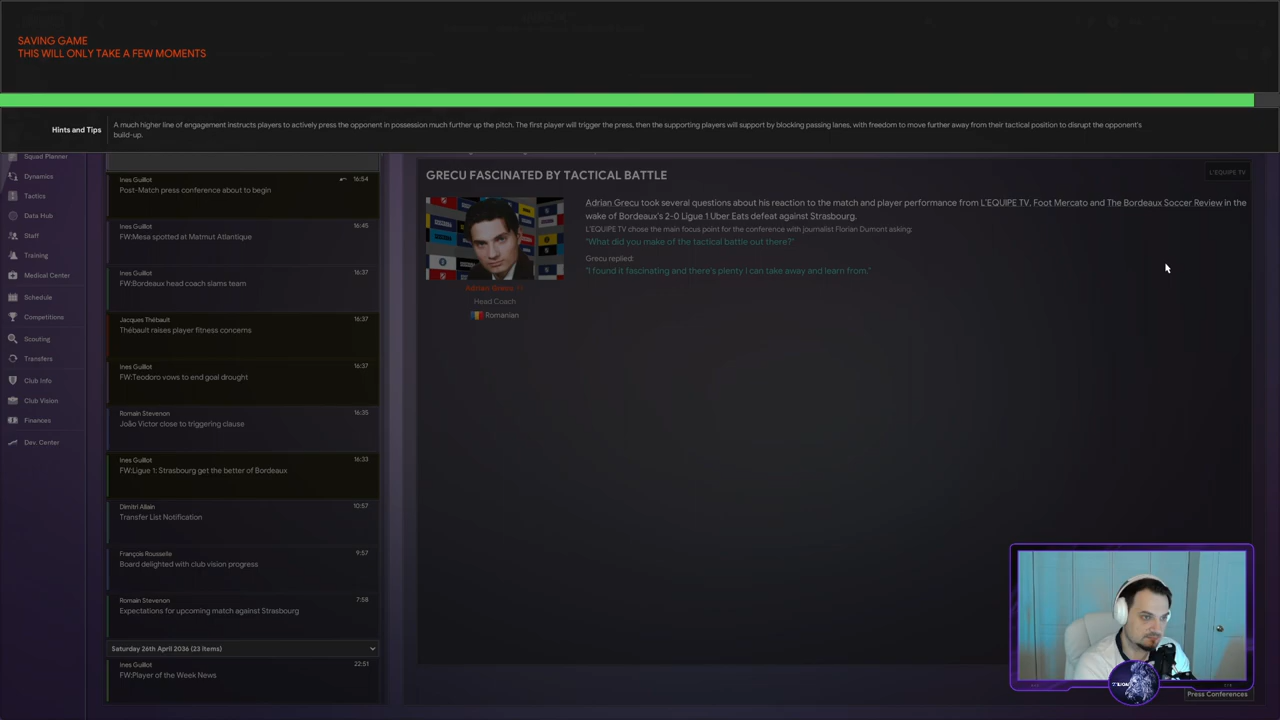 SAVING GAME
THIS WILL ONLY TAKE A FEW MOMENTS
Hints and Tips
A much higher line of engagement instructs players to actively press the opponent in possession much further up the pitch. The first player will trigger the press, then the supporting players will support by blocking passing lanes, with freedom to move further away from their tactical position to disrupt the opponent's
build-up.
Squad Planner
Dynamics
Tactics
Data Hub
Staff
Training
Medical Center
Schedule
Competitions
Scouting
Transfers
Club Info
Club Vision
Finances
Dev. Center
Ines Guillot 16:54
Post-Match press conference about to begin
Ines Guillot 16:45
FW:Mesa spotted at Matmut Atlantique
Ines Guillot 16:37
FW:Bordeaux head coach slams team
Jacques Thébault 16:37
Thébault raises player fitness concerns
Ines Guillot 16:37
FW:Teodoro vows to end goal drought
Romain Stevenon 16:35
João Victor close to triggering clause
Ines Guillot 16:33
FW:Ligue 1: Strasbourg get the better of Bordeaux
Dimitri Allain 10:57
Transfer List Notification
François Rousselle 9:57
Board delighted with club vision progress
Romain Stevenon 7:58
Expectations for upcoming match against Strasbourg
Saturday 26th April 2036 (23 Items)
Ines Guillot 22:51
FW:Player of the Week News
GRECU FASCINATED BY TACTICAL BATTLE
L'EQUIPE TV
Adrian Grecu took several questions about his reaction to the match and player performance from L'EQUIPE TV, Foot Mercato and The Bordeaux Soccer Review in the
wake of Bordeaux's 2-0 Ligue 1 Uber Eats defeat against Strasbourg.
L'EQUIPE TV chose the main focus point for the conference with journalist Florian Dumont asking:
"What did you make of the tactical battle out there?"
Grecu replied:
"I found it fascinating and there's plenty I can take away and learn from."
Adrian Grecu
Head Coach
Romanian
Press Conferences